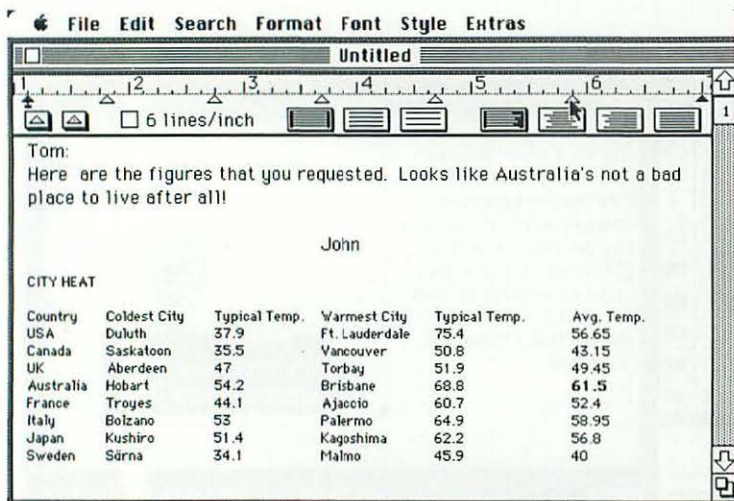 File Edit Search Format Font Style Extras
Untitled
1 2 3 4 5 6
6 lines/inch
1
Tom:
Here are the figures that you requested. Looks like Australia's not a bad
place to live after all!
John
CITY HEAT
Country Coldest City Typical Temp. Warmest City Typical Temp. Avg. Temp.
USA Duluth 37.9 Ft. Lauderdale 75.4 56.65
Canada Saskatoon 35.5 Vancouver 50.8 43.15
UK Aberdeen 47 Torbay 51.9 49.45
Australia Hobart 54.2 Brisbane 68.8 61.5
France Troyes 44.1 Ajaccio 60.7 52.4
Italy Bolzano 53 Palermo 64.9 58.95
Japan Kushiro 51.4 Kagoshima 62.2 56.8
Sweden Särna 34.1 Malmo 45.9 40